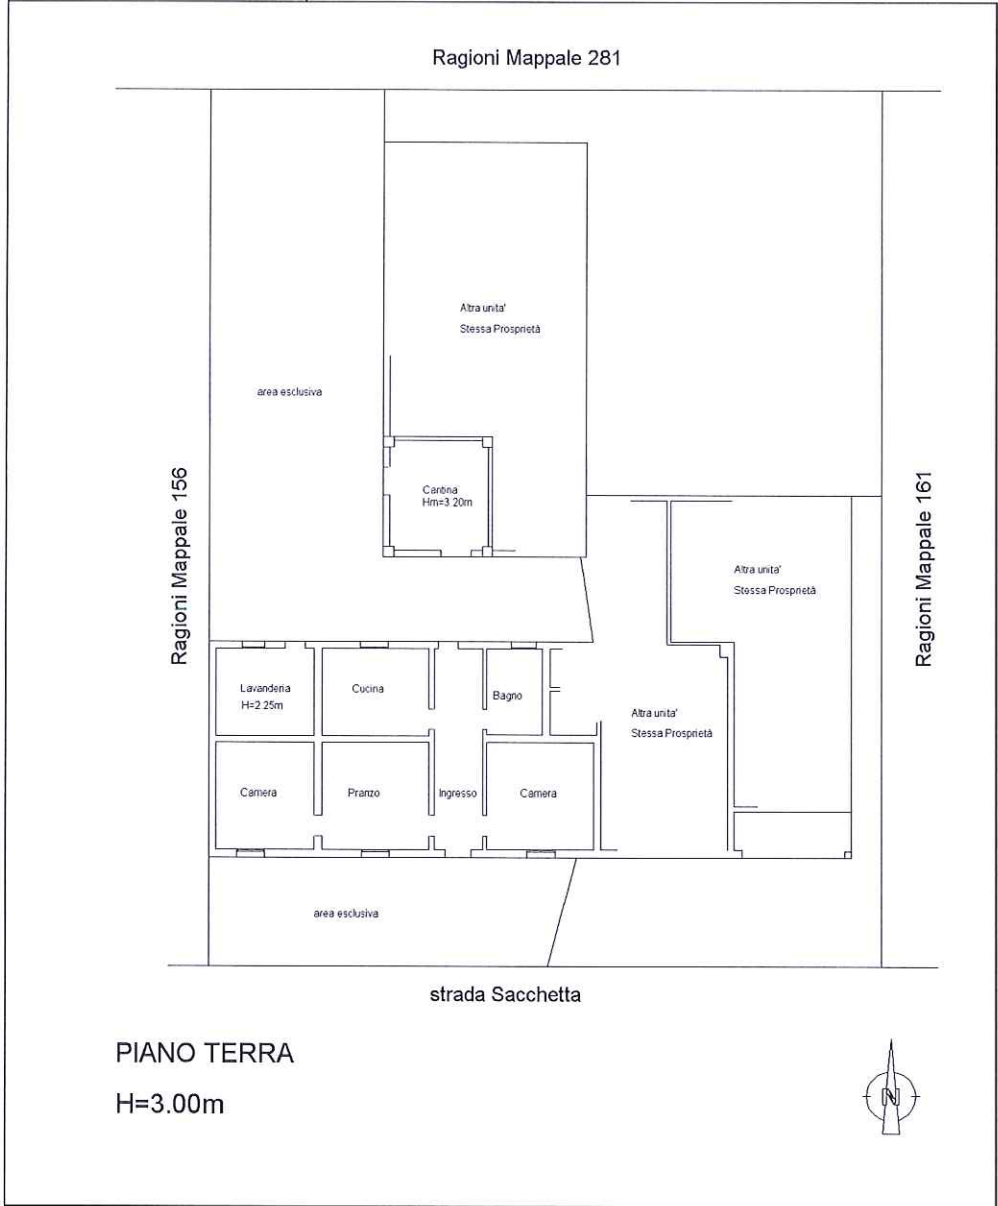 Ragioni Mappale 281
Altra unita'
Stessa Prosprietà
area esclusiva
Ragioni Mappale 156
Cantina
Hm=3.20m
Ragioni Mappale 161
Altra unita'
Stessa Prosprietà
Lavanderia
H=2.25m
Cucina
Bagno
Altra unita'
Stessa Prosprietà
Camera
Pranzo
Ingresso
Camera
area esclusiva
strada Sacchetta
PIANO TERRA
H=3.00m
N